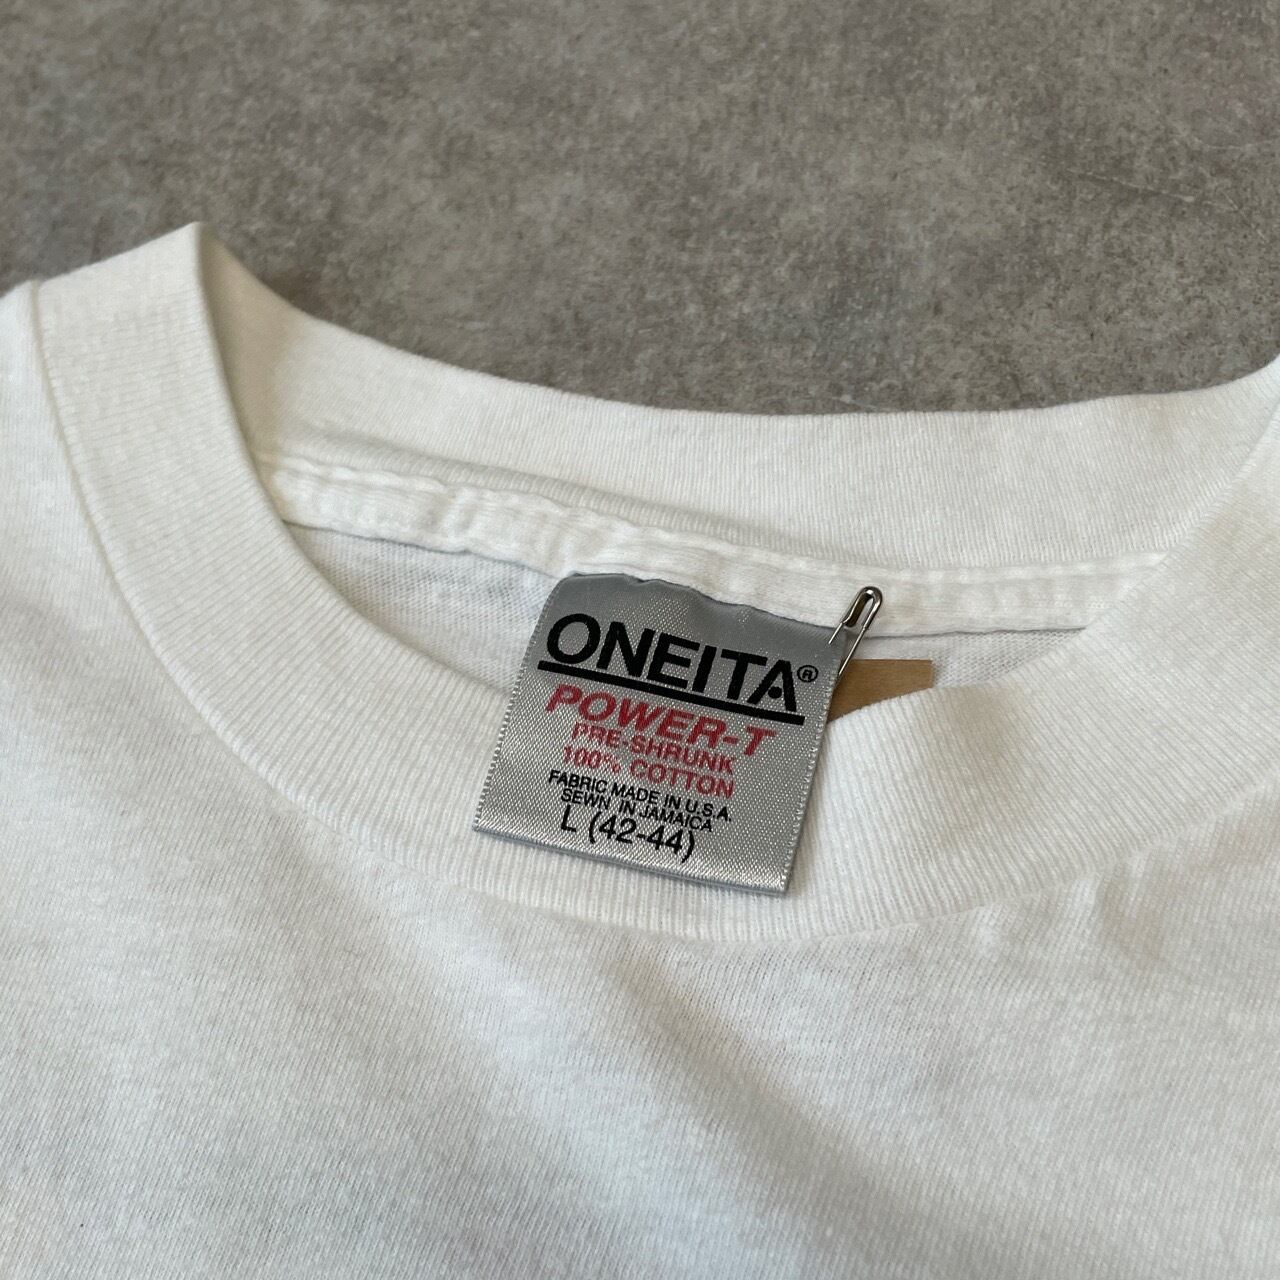 ONEITA®
POWER-T
PRE-SHRUNK
100% COTTON
FABRIC MADE IN U.S.A.
SEWN IN JAMAICA
L (42-44)